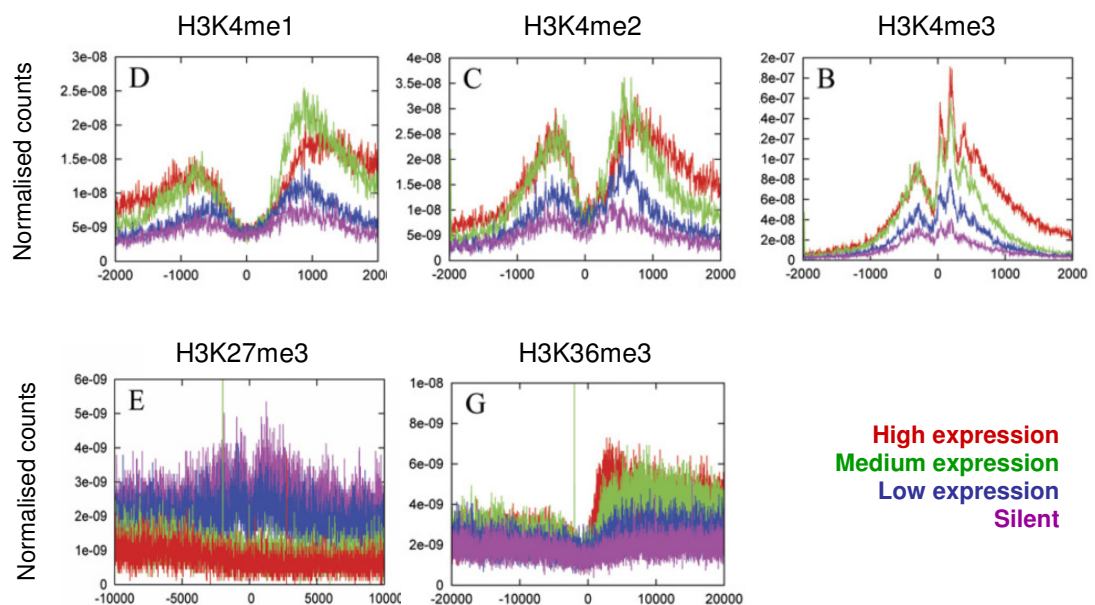 H3K4me1 H3K4me2 H3K4me3
Normalised counts
D
3e-08
2.5e-08
2e-08
1.5e-08
1e-08
5e-09
0
-2000 -1000 0 1000 200
C
4e-08
3.5e-08
3e-08
2.5e-08
2e-08
1.5e-08
1e-08
5e-09
0
-2000 -1000 0 1000 2000
B
2e-07
2e-07
6e-07
4e-07
2e-07
1e-07
8e-08
6e-08
4e-08
2e-08
0
-2000 -1000 0 1000 2000
H3K27me3 H3K36me3
Normalised counts
E
6e-09
5e-09
4e-09
3e-09
2e-09
1e-09
0
-10000 -5000 0 5000 1000
G
1e-08
8e-09
6e-09
4e-09
2e-09
0
-20000 -10000 0 10000 20000
High expression
Medium expression
Low expression
Silent